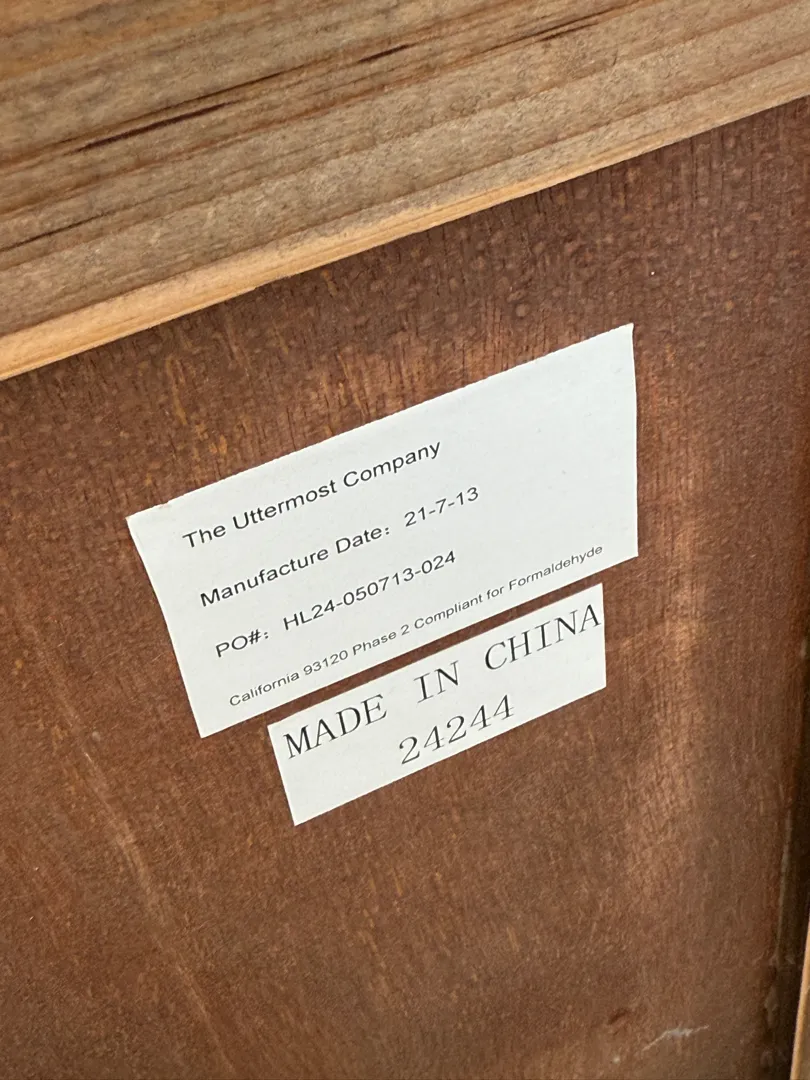 The Uttermost Company
Manufacture Date: 21-7-13
PO#: HL24-050713-024
California 93120 Phase 2 Compliant for Formaldehyde
MADE IN CHINA
24244